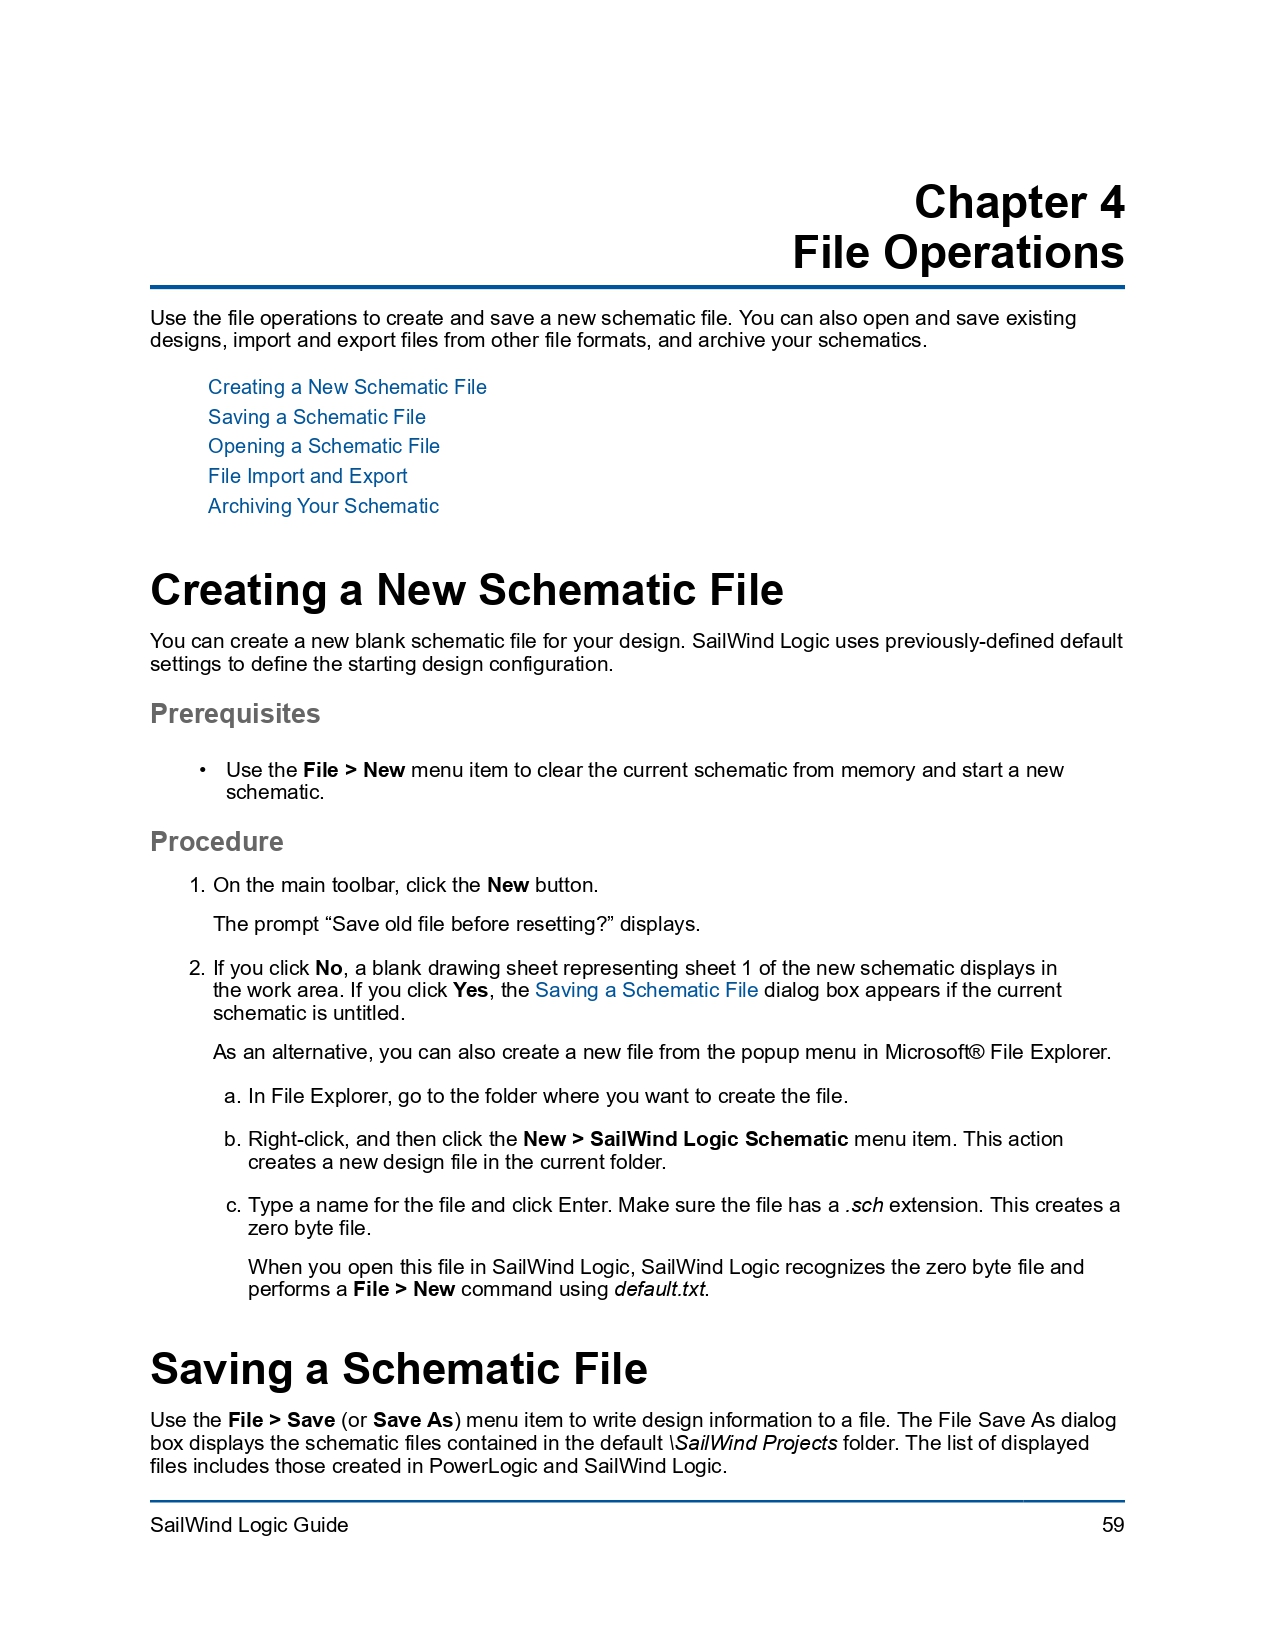 Chapter 4
File Operations
Use the file operations to create and save a new schematic file. You can also open and save existing
designs, import and export files from other file formats, and archive your schematics.
Creating a New Schematic File
Saving a Schematic File
Opening a Schematic File
File Import and Export
Archiving Your Schematic
Creating a New Schematic File
You can create a new blank schematic file for your design. SailWind Logic uses previously-defined default
settings to define the starting design configuration.
Prerequisites
• Use the File > New menu item to clear the current schematic from memory and start a new
schematic.
Procedure
1. On the main toolbar, click the New button.
The prompt “Save old file before resetting?” displays.
2. If you click No, a blank drawing sheet representing sheet 1 of the new schematic displays in
the work area. If you click Yes, the Saving a Schematic File dialog box appears if the current
schematic is untitled.
As an alternative, you can also create a new file from the popup menu in Microsoft® File Explorer.
a. In File Explorer, go to the folder where you want to create the file.
b. Right-click, and then click the New > SailWind Logic Schematic menu item. This action
creates a new design file in the current folder.
c. Type a name for the file and click Enter. Make sure the file has a .sch extension. This creates a
zero byte file.
When you open this file in SailWind Logic, SailWind Logic recognizes the zero byte file and
performs a File > New command using default.txt.
Saving a Schematic File
Use the File > Save (or Save As) menu item to write design information to a file. The File Save As dialog
box displays the schematic files contained in the default \SailWind Projects folder. The list of displayed
files includes those created in PowerLogic and SailWind Logic.
SailWind Logic Guide 59